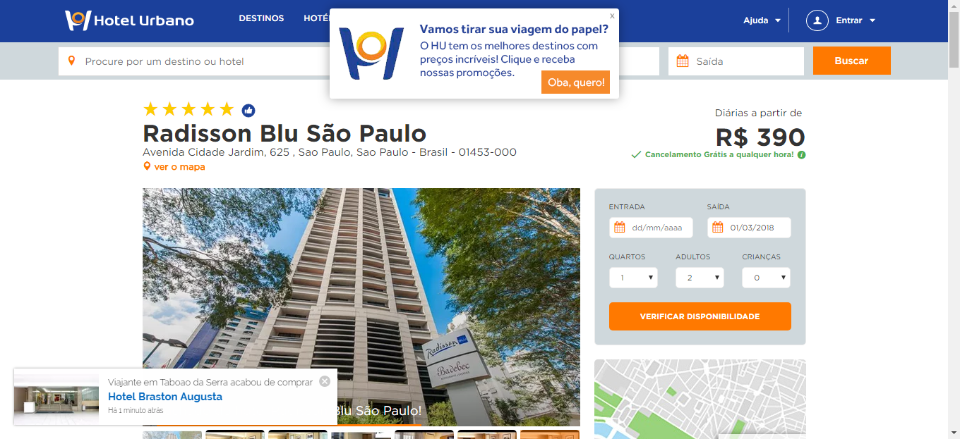 Hotel Urbano
DESTINOS
Ajuda
Entrar
x
Vamos tirar sua viagem do papel?
O HU tem os melhores destinos com
preços incríveis! Clique e receba
nossas promoções.
Oba, quero!
Procure por um destino ou hotel
Saída
Buscar
Radisson Blu São Paulo
Avenida Cidade Jardim, 625 , Sao Paulo, Sao Paulo - Brasil - 01453-000
ver o mapa
Diárias a partir de
R$ 390
Cancelamento Grátis a qualquer hora!
ENTRADA
SAÍDA
dd/mm/aaaa
01/03/2018
QUARTOS
ADULTOS
CRIANÇAS
1
2
0
VERIFICAR DISPONIBILIDADE
Radisson
Badebec
Viajante em Taboao da Serra acabou de comprar
Hotel Braston Augusta
Há 1 minuto atrás
Blu São Paulo!